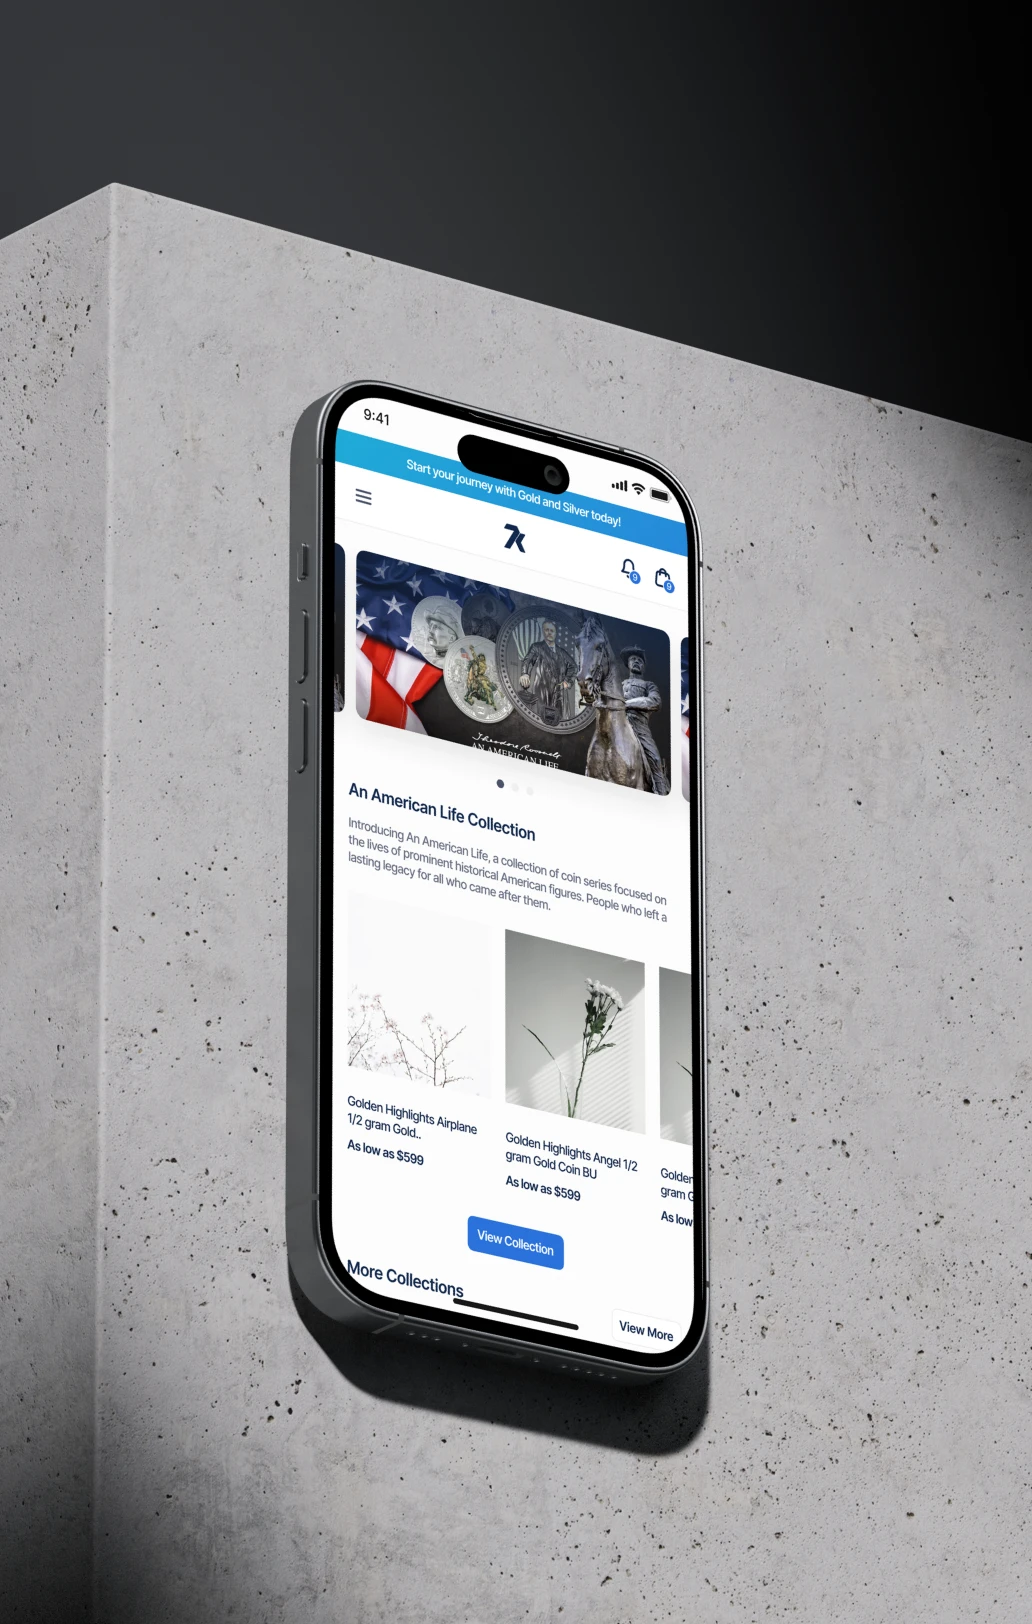 9:41
Start your journey with Gold and Silver today!
7k
9
9
Theodore Roosevelt
AN AMERICAN LIFE
An American Life Collection
Introducing An American Life, a collection of coin series focused on
the lives of prominent historical American figures. People who left a
lasting legacy for all who came after them.
Golden Highlights Airplane
1/2 gram Gold..
As low as $599
Golden Highlights Angel 1/2
gram Gold Coin BU
As low as $599
Golden
gram G
As low
View Collection
More Collections
View More